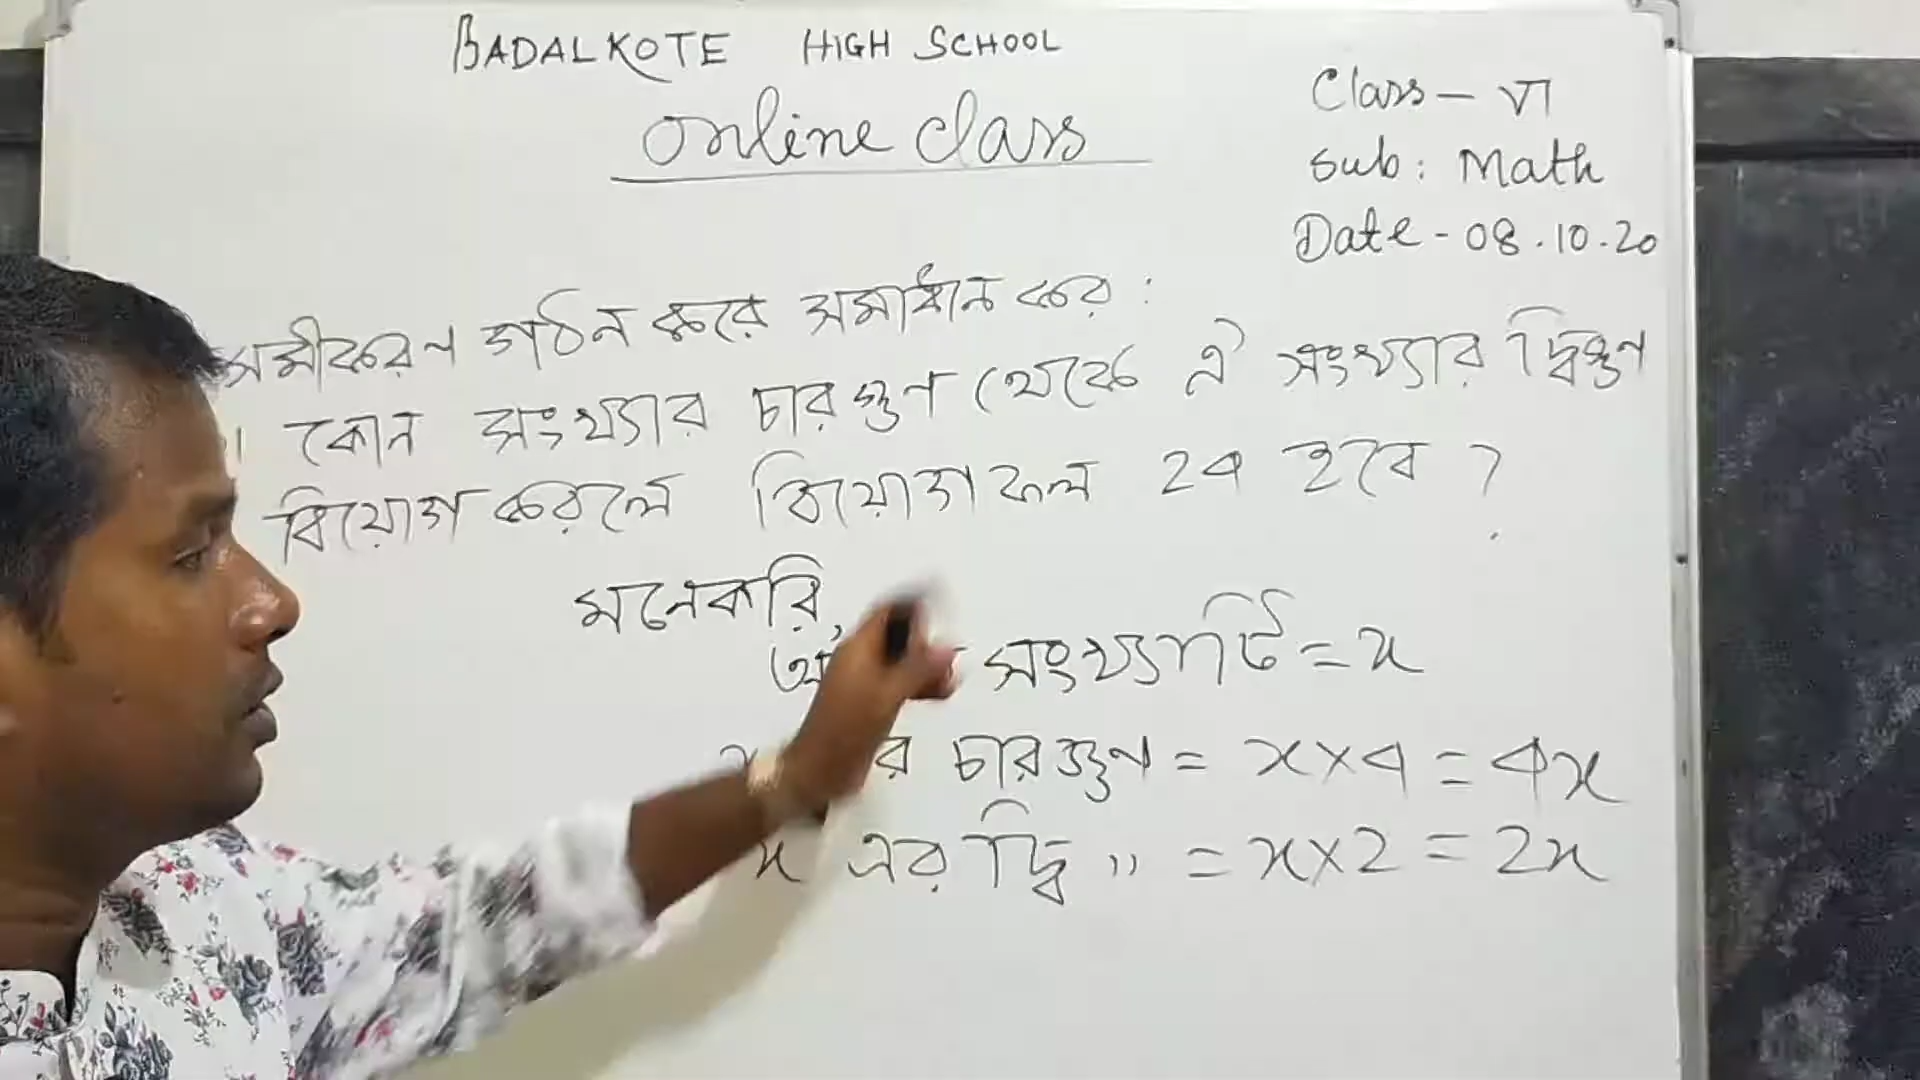 BADALKOTE HIGH SCHOOL
Online Class
Class - VI
Sub : Math
Date - 08.10.20
সমীকরণ গঠন করে সমাধান কর :
। কোন সংখ্যার চারগুণ থেকে ঐ সংখ্যার দ্বিগুণ
বিয়োগ করলে বিয়োগফল 24 হবে ?
মনেকরি,
সংখ্যাটি = x
x র চারগুণ = x×4 = 4x
x এর দ্বি " = x×2 = 2x